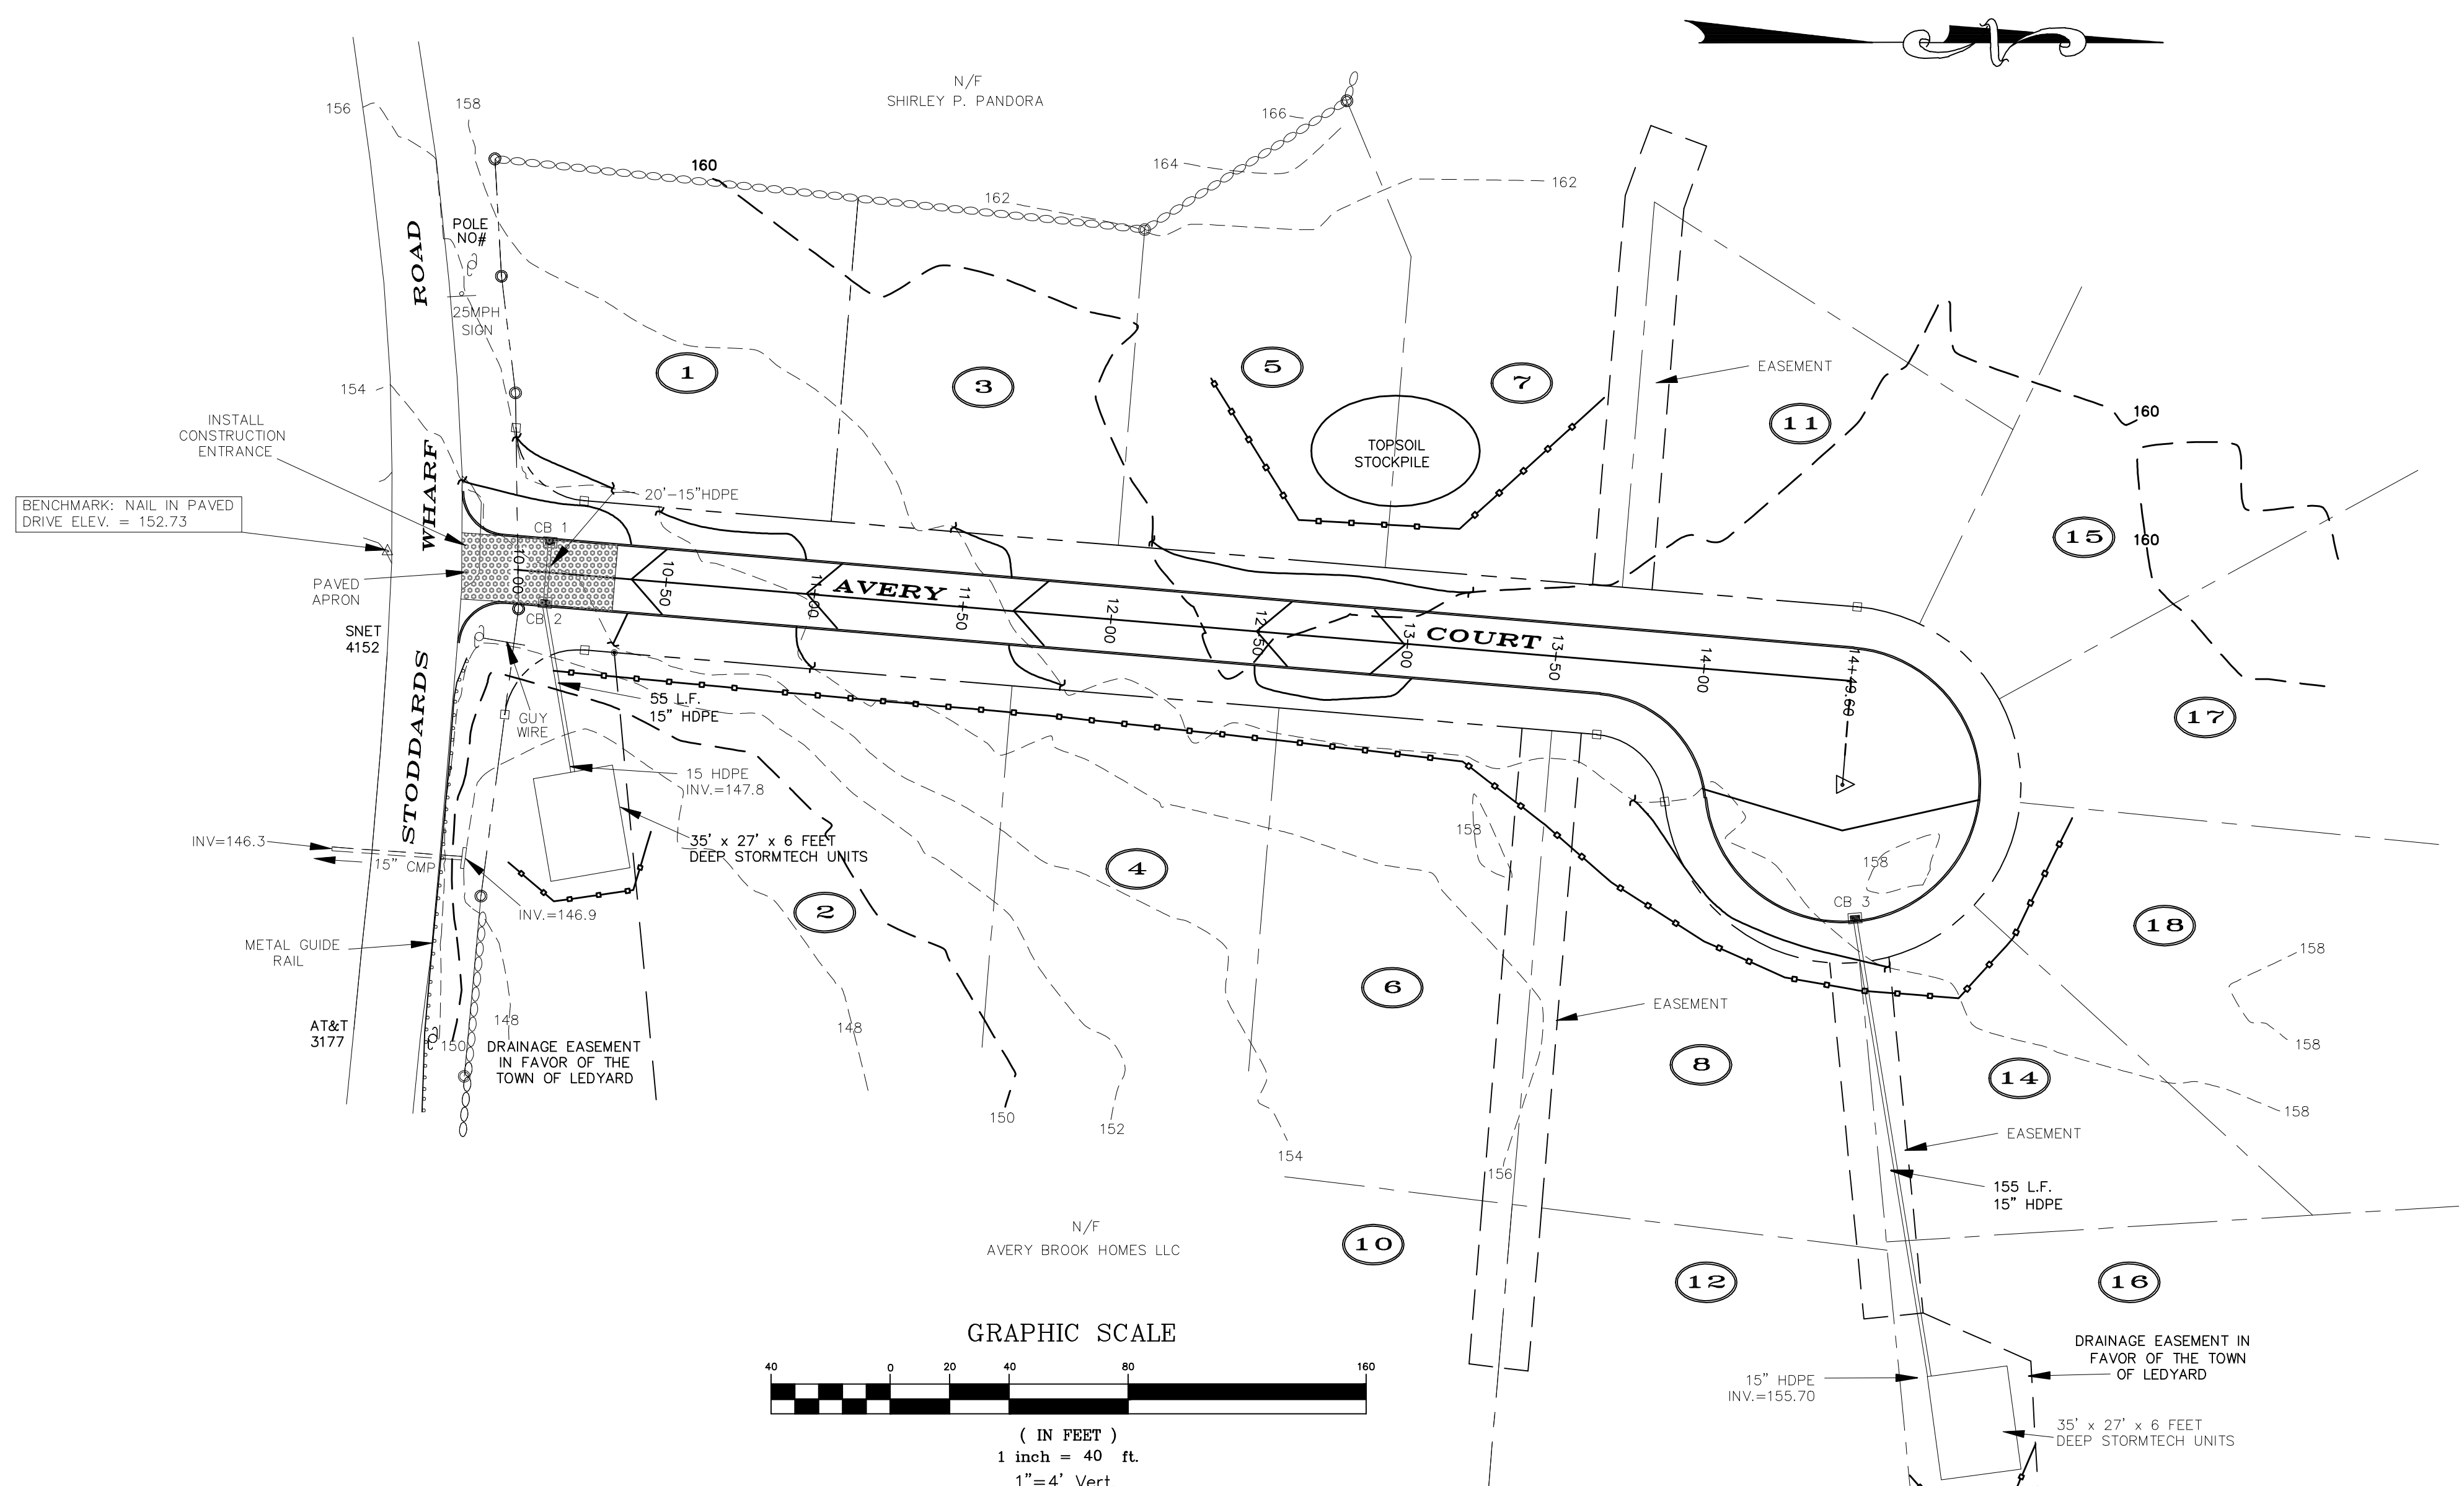 N/F
SHIRLEY P. PANDORA
156
158
160
166
164
162
162
POLE
NO#
25MPH
SIGN
ROAD
WHARF
STODDARDS
154
INSTALL
CONSTRUCTION
ENTRANCE
BENCHMARK: NAIL IN PAVED
DRIVE ELEV. = 152.73
PAVED
APRON
SNET
4152
1
3
5
7
11
15
17
EASEMENT
TOPSOIL
STOCKPILE
160
160
20'-15"HDPE
CB 1
CB 2
10+00
10+50
11+00
AVERY
11+50
12+00
12+50
13+00
COURT
13+50
14+00
14+49.60
GUY
WIRE
55 L.F.
15" HDPE
15 HDPE
INV.=147.8
35' x 27' x 6 FEET
DEEP STORMTECH UNITS
INV=146.3
15" CMP
INV.=146.9
METAL GUIDE
RAIL
AT&T
3177
150
148
DRAINAGE EASEMENT
IN FAVOR OF THE
TOWN OF LEDYARD
2
4
6
8
14
18
158
158
CB 3
148
150
152
154
156
EASEMENT
158
158
158
EASEMENT
155 L.F.
15" HDPE
N/F
AVERY BROOK HOMES LLC
10
12
16
DRAINAGE EASEMENT IN
FAVOR OF THE TOWN
OF LEDYARD
15" HDPE
INV.=155.70
35' x 27' x 6 FEET
DEEP STORMTECH UNITS
GRAPHIC SCALE
40 0 20 40 80 160
( IN FEET )
1 inch = 40 ft.
1"=4' Vert